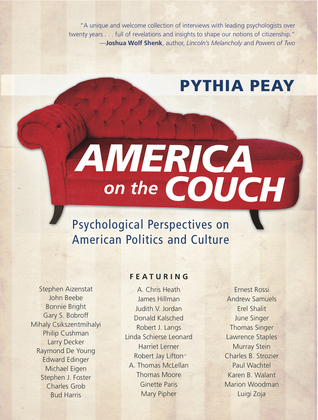 "A unique and welcome collection of interviews with leading psychologists over
twenty years . . . full of revelations and insights to shape our notions of citizenship."
—Joshua Wolf Shenk, author, Lincoln's Melancholy and Powers of Two
PYTHIA PEAY
AMERICA
on the COUCH
Psychological Perspectives on
American Politics and Culture
FEATURING
Stephen Aizenstat
John Beebe
Bonnie Bright
Gary S. Bobroff
Mihaly Csikszentmihalyi
Philip Cushman
Larry Decker
Raymond De Young
Edward Edinger
Michael Eigen
Stephen J. Foster
Charles Grob
Bud Harris
A. Chris Heath
James Hillman
Judith V. Jordan
Donald Kalsched
Robert J. Langs
Linda Schierse Leonard
Harriet Lerner
Robert Jay Lifton
A. Thomas McLellan
Thomas Moore
Ginette Paris
Mary Pipher
Ernest Rossi
Andrew Samuels
Erel Shalit
June Singer
Thomas Singer
Lawrence Staples
Murray Stein
Charles B. Strozier
Paul Wachtel
Karen B. Walant
Marion Woodman
Luigi Zoja